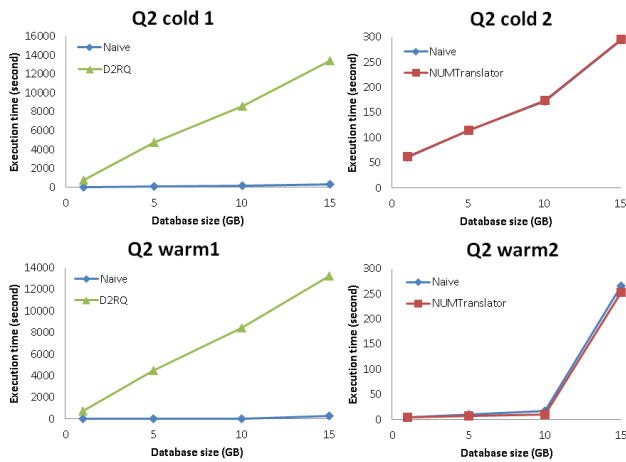 Q2 cold 1
Execution time (second)
16000
14000
12000
10000
8000
6000
4000
2000
0
Naive
D2RQ
0
5
10
15
Database size (GB)
Q2 cold 2
Execution time (second)
300
250
200
150
100
50
0
Naive
NUMTranslator
0
5
10
15
Database size (GB)
Q2 warm1
Execution time (second)
14000
12000
10000
8000
6000
4000
2000
0
Naive
D2RQ
0
5
10
15
Database size (GB)
Q2 warm2
Execution time (second)
300
250
200
150
100
50
0
Naive
NUMTranslator
0
5
10
15
Database size (GB)